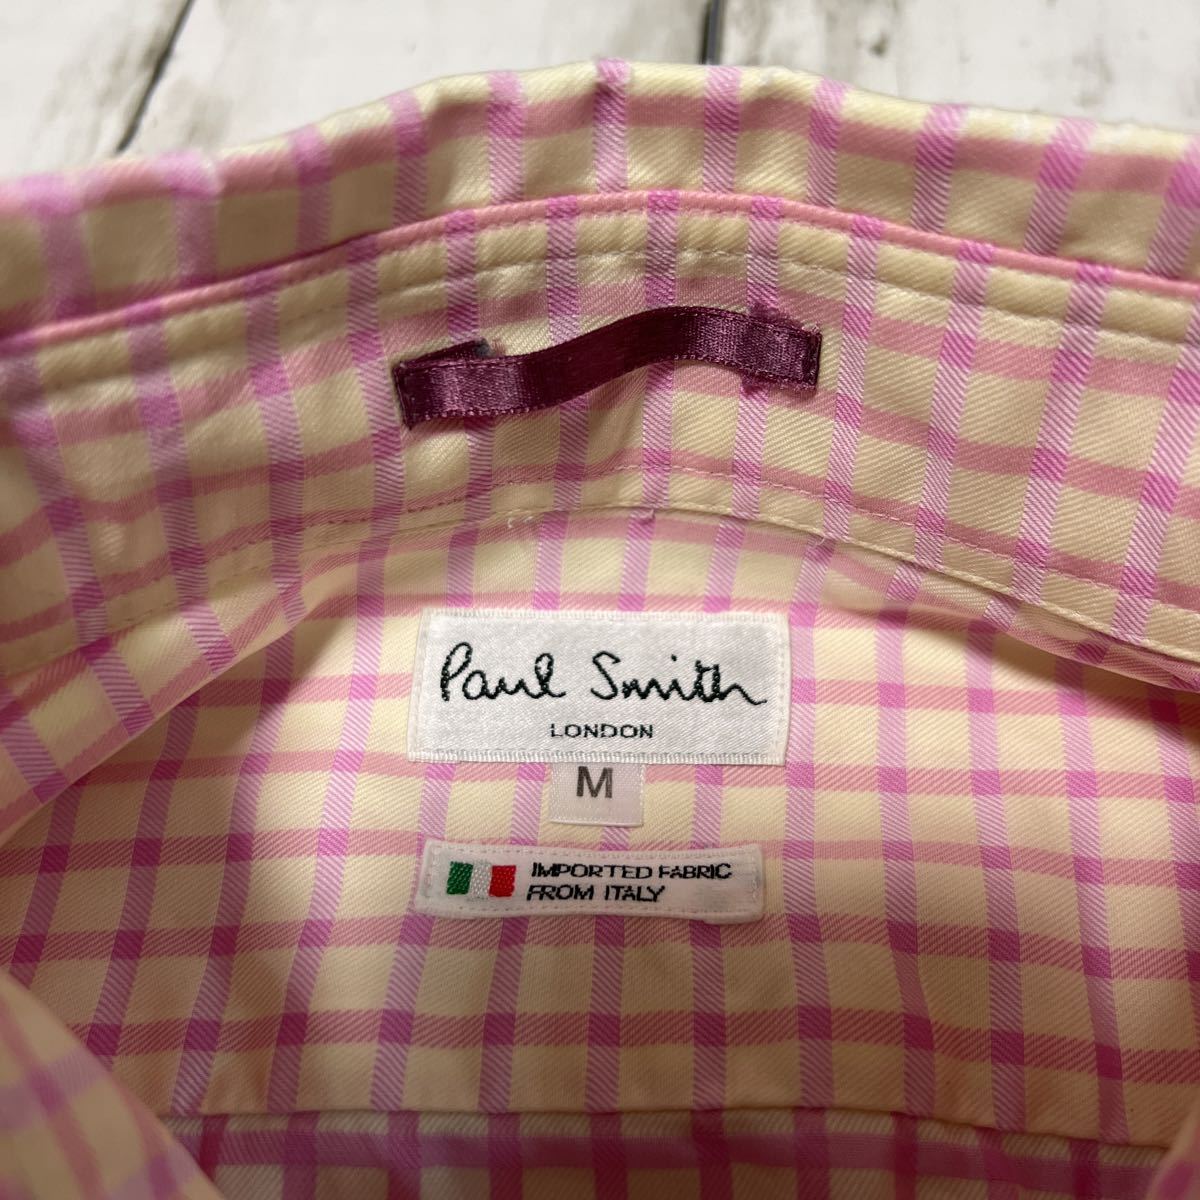 Paul Smith
LONDON
M
IMPORTED FABRIC
FROM ITALY